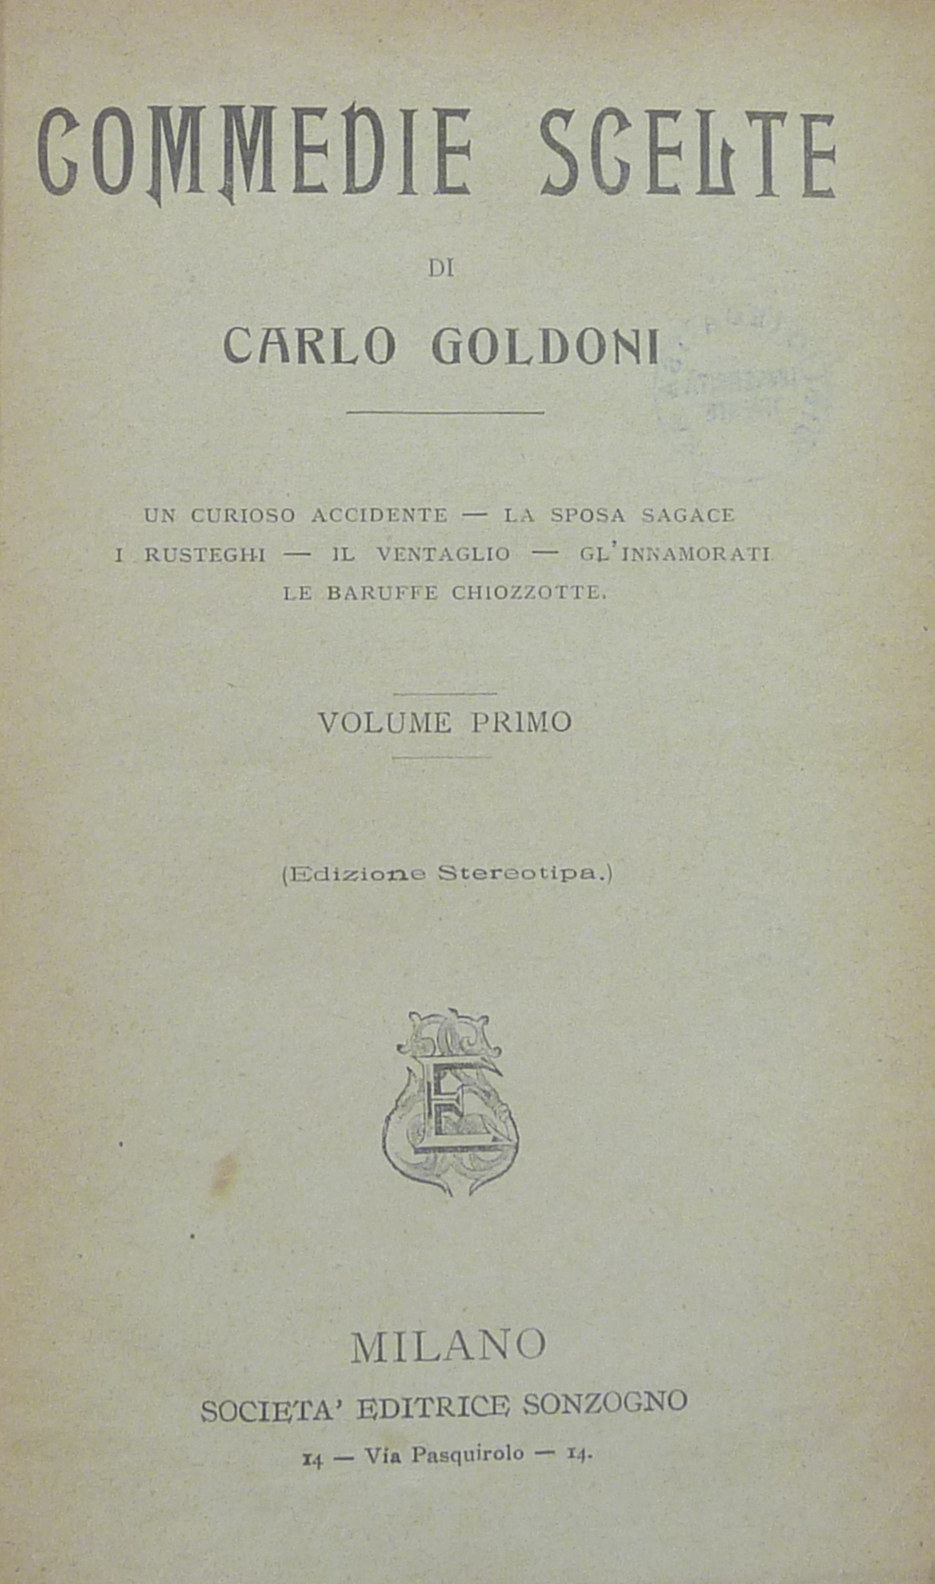 COMMEDIE SCELTE
DI
CARLO GOLDONI
UN CURIOSO ACCIDENTE — LA SPOSA SAGACE
I RUSTEGHI — IL VENTAGLIO — GL'INNAMORATI
LE BARUFFE CHIOZZOTTE.
VOLUME PRIMO
(Edizione Stereotipa.)
E
MILANO
SOCIETA' EDITRICE SONZOGNO
14 — Via Pasquirolo — 14.